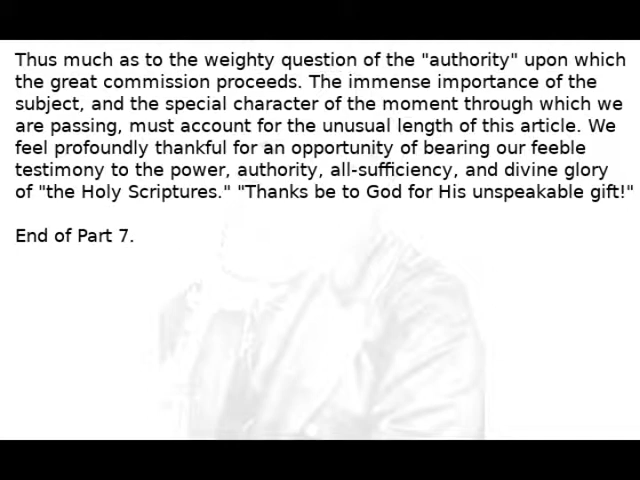 Thus much as to the weighty question of the "authority" upon which
the great commission proceeds. The immense importance of the
subject, and the special character of the moment through which we
are passing, must account for the unusual length of this article. We
feel profoundly thankful for an opportunity of bearing our feeble
testimony to the power, authority, all-sufficiency, and divine glory
of "the Holy Scriptures." "Thanks be to God for His unspeakable gift!"
End of Part 7.